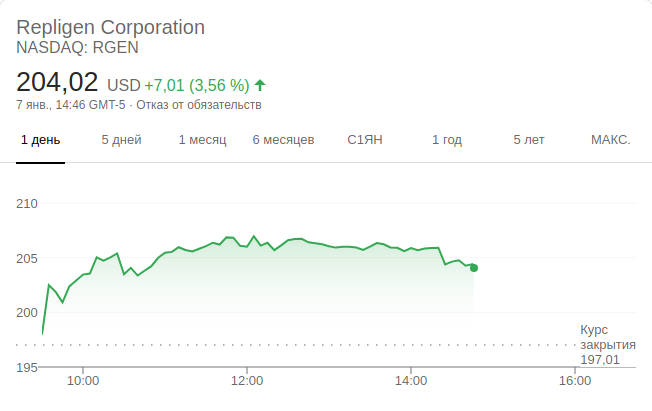 Repligen Corporation
NASDAQ: RGEN
204,02 USD +7,01 (3,56 %)
7 янв., 14:46 GMT-5 · Отказ от обязательств
1 день 5 дней 1 месяц 6 месяцев С1ЯН 1 год 5 лет МАКС.
210
205
200
195
Курс
закрытия
197,01
10:00 12:00 14:00 16:00